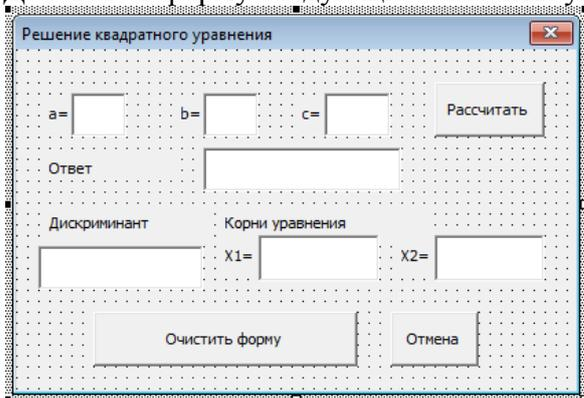 Решение квадратного уравнения
a= b= c= Рассчитать
Ответ
Дискриминант Корни уравнения
X1= X2=
Очистить форму Отмена